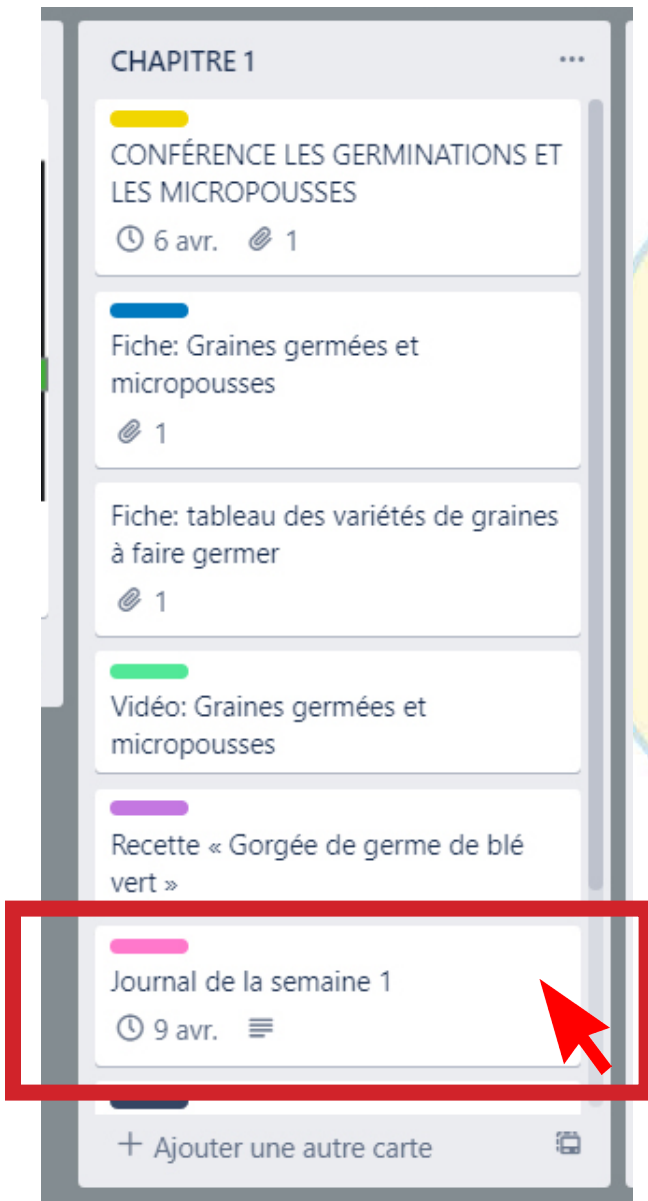 CHAPITRE 1
CONFÉRENCE LES GERMINATIONS ET
LES MICROPOUSSES
6 avr. 1
Fiche: Graines germées et
micropousses
1
Fiche: tableau des variétés de graines
à faire germer
1
Vidéo: Graines germées et
micropousses
Recette « Gorgée de germe de blé
vert »
Journal de la semaine 1
9 avr.
+ Ajouter une autre carte